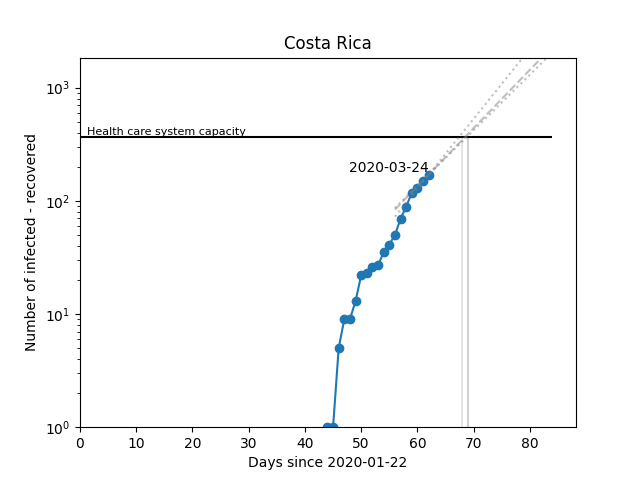 Costa Rica
Number of infected - recovered
10³
10²
10¹
10⁰
Health care system capacity
2020-03-24
0 10 20 30 40 50 60 70 80
Days since 2020-01-22